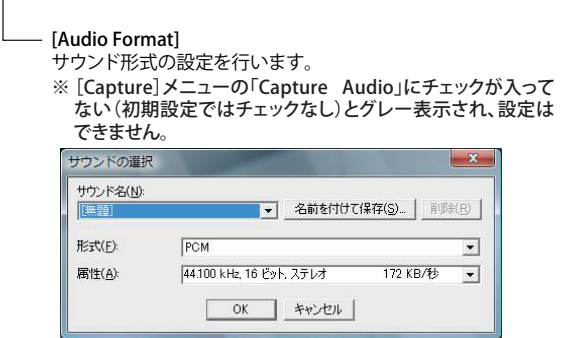 [Audio Format]
サウンド形式の設定を行います。
※ [Capture]メニューの「Capture Audio」にチェックが入って
ない(初期設定ではチェックなし)とグレー表示され、設定は
できません。
サウンドの選択
サウンド名(N):
[無題]
名前を付けて保存(S)... 削除(R)
形式(F): PCM
属性(A): 44.100 kHz, 16 ビット, ステレオ 172 KB/秒
OK キャンセル